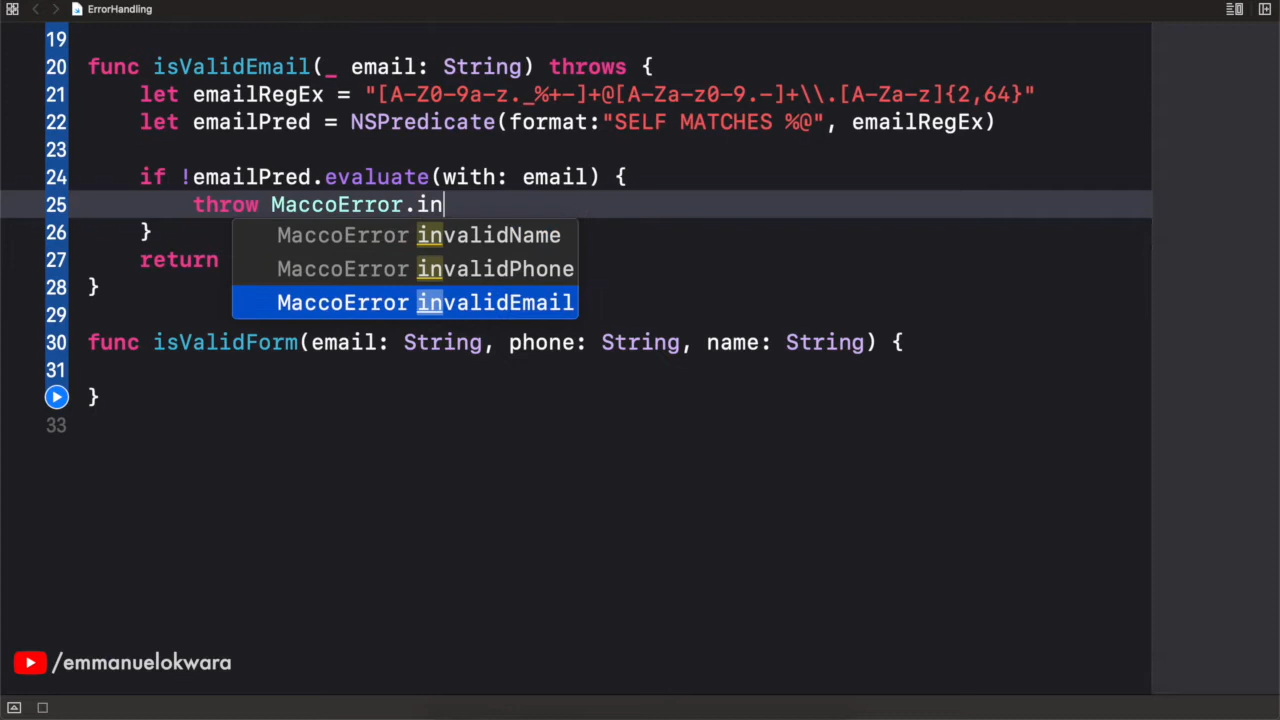 ErrorHandling
19
20 func isValidEmail(_ email: String) throws {
21 let emailRegEx = "[A-Z0-9a-z._%+-]+@[A-Za-z0-9.-]+\\.[A-Za-z]{2,64}"
22 let emailPred = NSPredicate(format:"SELF MATCHES %@", emailRegEx)
23
24 if !emailPred.evaluate(with: email) {
25 throw MaccoError.in
26 }
MaccoError invalidName
27 return
MaccoError invalidPhone
28 }
MaccoError invalidEmail
29
30 func isValidForm(email: String, phone: String, name: String) {
31
}
33
/emmanuelokwara